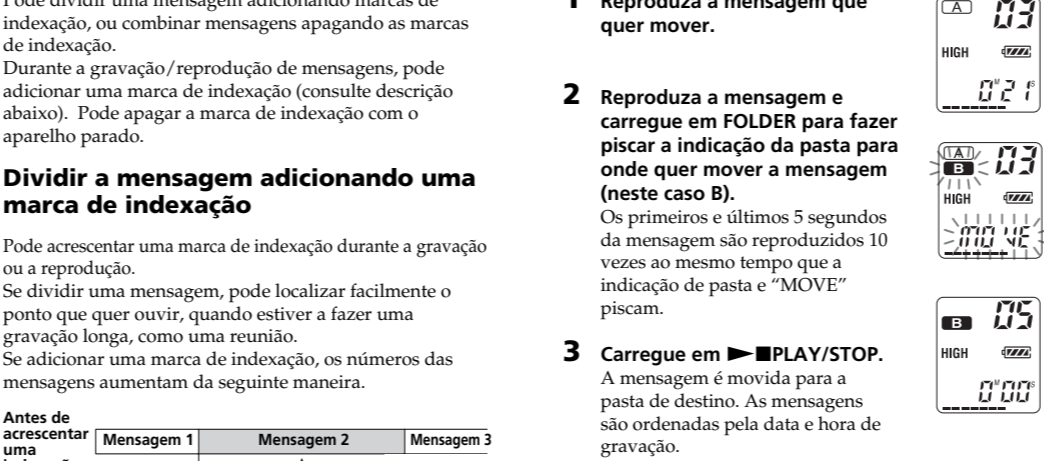 Pode dividir uma mensagem adicionando marcas de
indexação, ou combinar mensagens apagando as marcas
de indexação.
Durante a gravação/reprodução de mensagens, pode
adicionar uma marca de indexação (consulte descrição
abaixo). Pode apagar a marca de indexação com o
aparelho parado.
Dividir a mensagem adicionando uma
marca de indexação
Pode acrescentar uma marca de indexação durante a gravação
ou a reprodução.
Se dividir uma mensagem, pode localizar facilmente o
ponto que quer ouvir, quando estiver a fazer uma
gravação longa, como uma reunião.
Se adicionar uma marca de indexação, os números das
mensagens aumentam da seguinte maneira.
Antes de
acrescentar
uma
Mensagem 1 Mensagem 2 Mensagem 3
1 Reproduza a mensagem que
quer mover.
A 03
HIGH
0M21S
2 Reproduza a mensagem e
carregue em FOLDER para fazer
piscar a indicação da pasta para
onde quer mover a mensagem
(neste caso B).
Os primeiros e últimos 5 segundos
da mensagem são reproduzidos 10
vezes ao mesmo tempo que a
indicação de pasta e “MOVE”
piscam.
A
B 03
HIGH
MOVE
3 Carregue em ►■PLAY/STOP.
A mensagem é movida para a
pasta de destino. As mensagens
são ordenadas pela data e hora de
gravação.
B 05
HIGH
0M00S